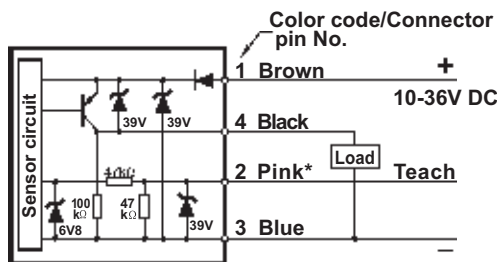 Color code/Connector
pin No.
1 Brown
+
10-36V DC
39V
39V
4 Black
Load
Sensor circuit
2 Pink*
Teach
100
kΩ
47
kΩ
39V
6V8
3 Blue
–